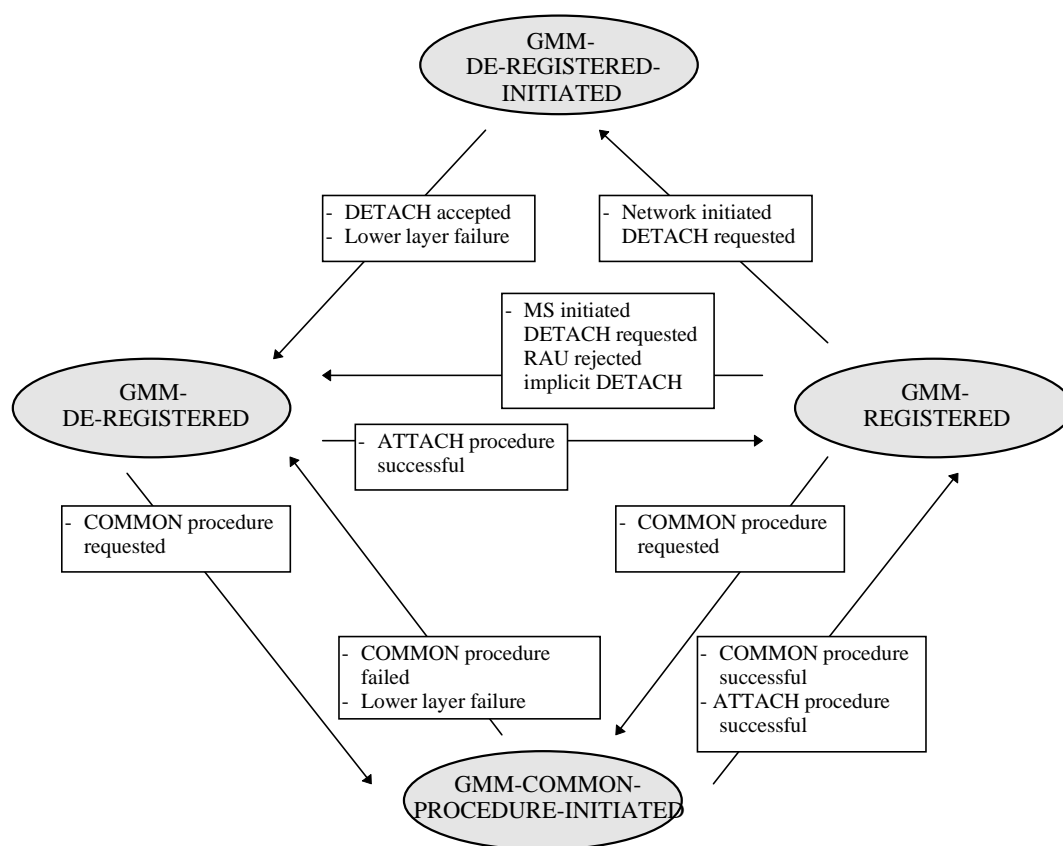 GMM-
DE-REGISTERED-
INITIATED
- DETACH accepted
- Lower layer failure
- Network initiated
DETACH requested
- MS initiated
DETACH requested
RAU rejected
implicit DETACH
GMM-
DE-REGISTERED
GMM-
REGISTERED
- ATTACH procedure
successful
- COMMON procedure
requested
- COMMON procedure
requested
- COMMON procedure
failed
- Lower layer failure
- COMMON procedure
successful
- ATTACH procedure
successful
GMM-COMMON-
PROCEDURE-INITIATED